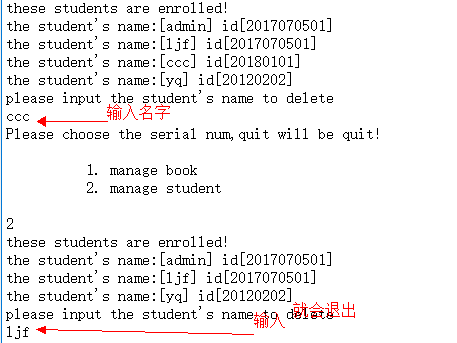 these students are enrolled!
the student's name:[admin] id[2017070501]
the student's name:[ljf] id[2017070501]
the student's name:[ccc] id[20180101]
the student's name:[yq] id[20120202]
please input the student's name to delete
ccc
输入名字
Please choose the serial num,quit will be quit!
1. manage book
2. manage student
2
these students are enrolled!
the student's name:[admin] id[2017070501]
the student's name:[ljf] id[2017070501]
the student's name:[yq] id[20120202]
please input the student's name to delete
ljf
输入 就会退出